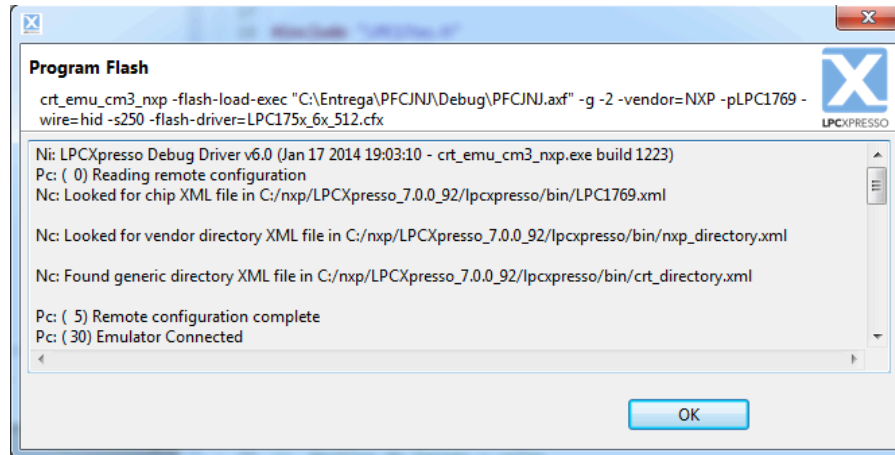 Program Flash
crt_emu_cm3_nxp -flash-load-exec "C:\Entrega\PFCJNJ\Debug\PFCJNJ.axf" -g -2 -vendor=NXP -pLPC1769 -
wire=hid -s250 -flash-driver=LPC175x_6x_512.cfx
LPCXPRESSO
Ni: LPCXpresso Debug Driver v6.0 (Jan 17 2014 19:03:10 - crt_emu_cm3_nxp.exe build 1223)
Pc: ( 0) Reading remote configuration
Nc: Looked for chip XML file in C:/nxp/LPCXpresso_7.0.0_92/lpcxpresso/bin/LPC1769.xml
Nc: Looked for vendor directory XML file in C:/nxp/LPCXpresso_7.0.0_92/lpcxpresso/bin/nxp_directory.xml
Nc: Found generic directory XML file in C:/nxp/LPCXpresso_7.0.0_92/lpcxpresso/bin/crt_directory.xml
Pc: ( 5) Remote configuration complete
Pc: ( 30) Emulator Connected
OK